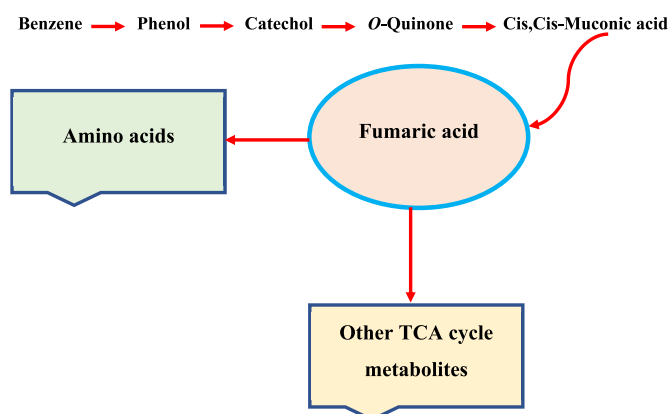 Benzene Phenol Catechol O-Quinone Cis,Cis-Muconic acid
Amino acids
Fumaric acid
Other TCA cycle
metabolites